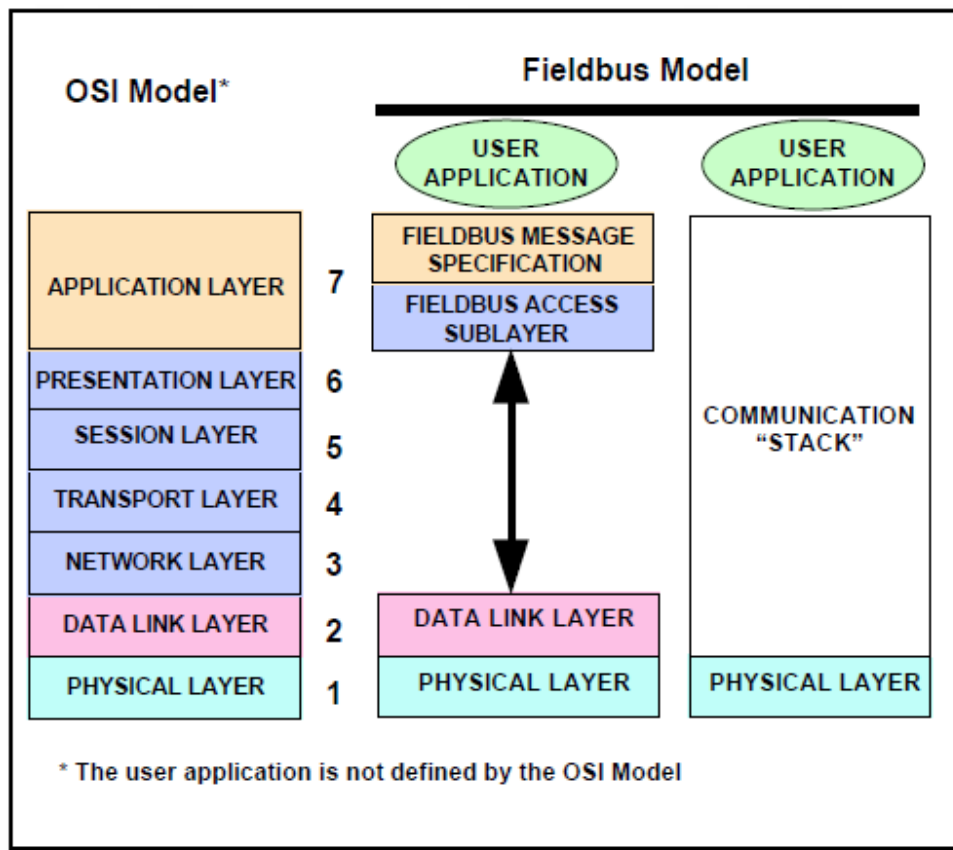 OSI Model*
Fieldbus Model
USER
APPLICATION
USER
APPLICATION
APPLICATION LAYER
7
FIELDBUS MESSAGE
SPECIFICATION
FIELDBUS ACCESS
SUBLAYER
PRESENTATION LAYER
6
SESSION LAYER
5
TRANSPORT LAYER
4
NETWORK LAYER
3
DATA LINK LAYER
2
DATA LINK LAYER
PHYSICAL LAYER
1
PHYSICAL LAYER
COMMUNICATION
“STACK”
PHYSICAL LAYER
* The user application is not defined by the OSI Model